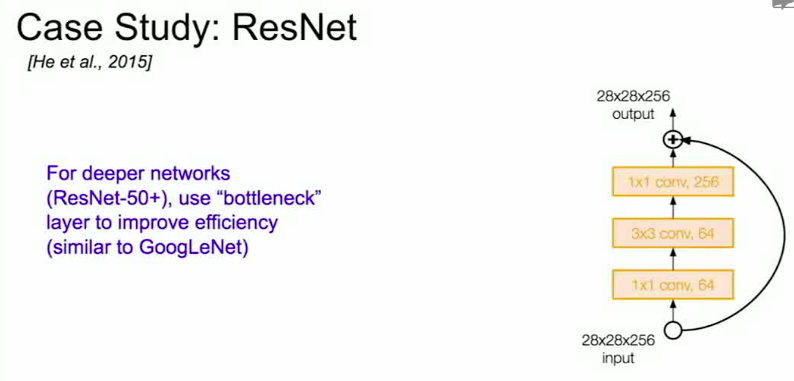 Case Study: ResNet
[He et al., 2015]
For deeper networks
(ResNet-50+), use “bottleneck”
layer to improve efficiency
(similar to GoogLeNet)
28x28x256
output
1x1 conv, 256
3x3 conv, 64
1x1 conv, 64
28x28x256
input